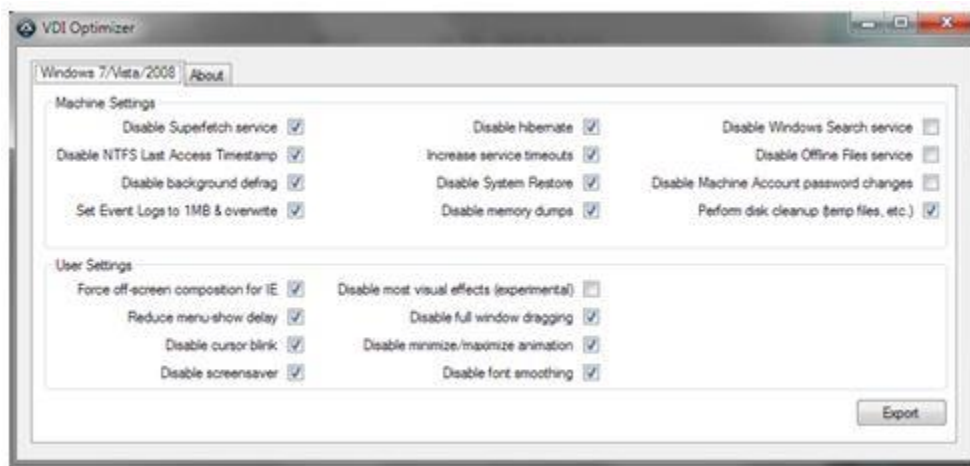 VDI Optimizer
Windows 7/Vista/2008
About
Machine Settings
Disable Superfetch service
Disable hibernate
Disable Windows Search service
Disable NTFS Last Access Timestamp
Increase service timeouts
Disable Offline Files service
Disable background defrag
Disable System Restore
Disable Machine Account password changes
Set Event Logs to 1MB & overwrite
Disable memory dumps
Perform disk cleanup (temp files, etc.)
User Settings
Force off-screen composition for IE
Disable most visual effects (experimental)
Reduce menu-show delay
Disable full window dragging
Disable cursor blink
Disable minimize/maximize animation
Disable screensaver
Disable font smoothing
Export